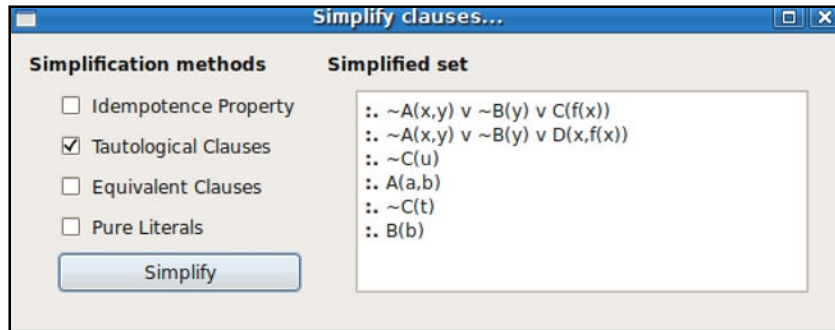 Simplify clauses...
Simplification methods
Idempotence Property
Tautological Clauses
Equivalent Clauses
Pure Literals
Simplify
Simplified set
:. ~A(x,y) v ~B(y) v C(f(x))
:. ~A(x,y) v ~B(y) v D(x,f(x))
:. ~C(u)
:. A(a,b)
:. ~C(t)
:. B(b)